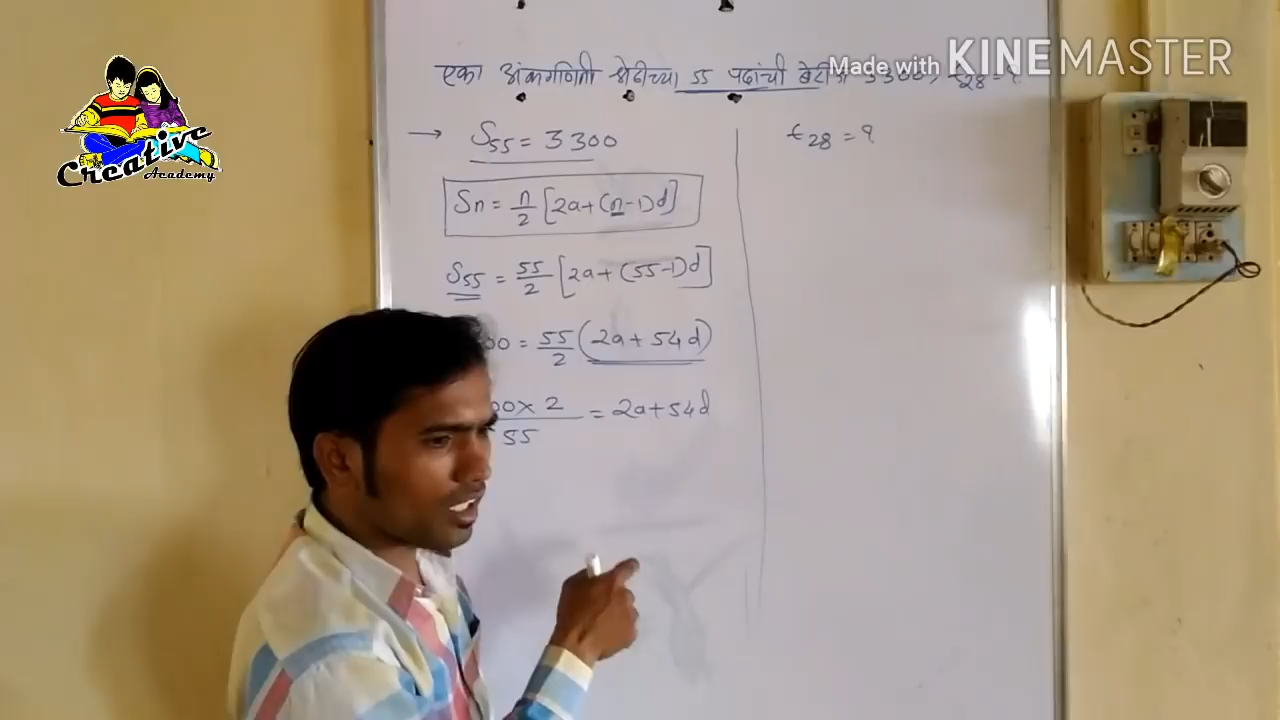 Made with KINEMASTER
एका अंकगणिती श्रेढीच्या 55 पदांची बेरीज 3300, t28 = ?
→ S55 = 3300
t28 = ?
Sn = n/2 [2a+(n-1)d]
S55 = 55/2 [2a+(55-1)d]
00 = 55/2 (2a+54d)
00 × 2 / 55 = 2a+54d
Creative
Academy